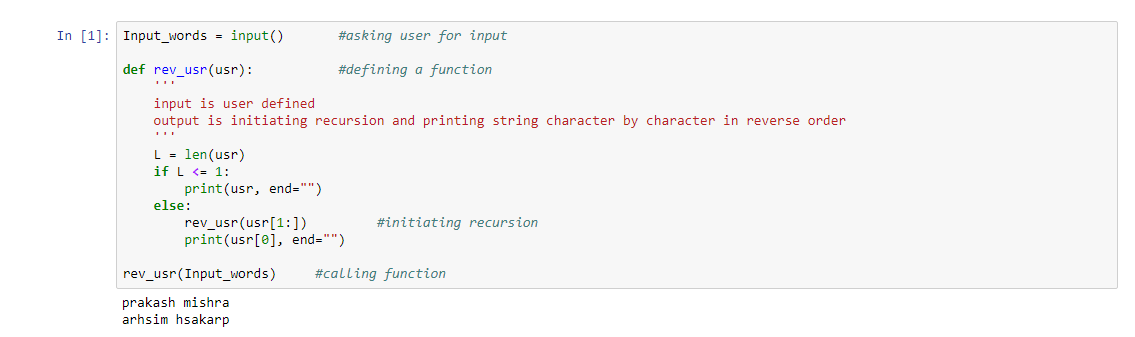 In [1]: Input_words = input()       #asking user for input
def rev_usr(usr):           #defining a function
    '''
    input is user defined
    output is initiating recursion and printing string character by character in reverse order
    '''
    L = len(usr)
    if L <= 1:
        print(usr, end="")
    else:
        rev_usr(usr[1:])         #initiating recursion
        print(usr[0], end="")
rev_usr(Input_words)     #calling function
prakash mishra
arhsim hsakarp